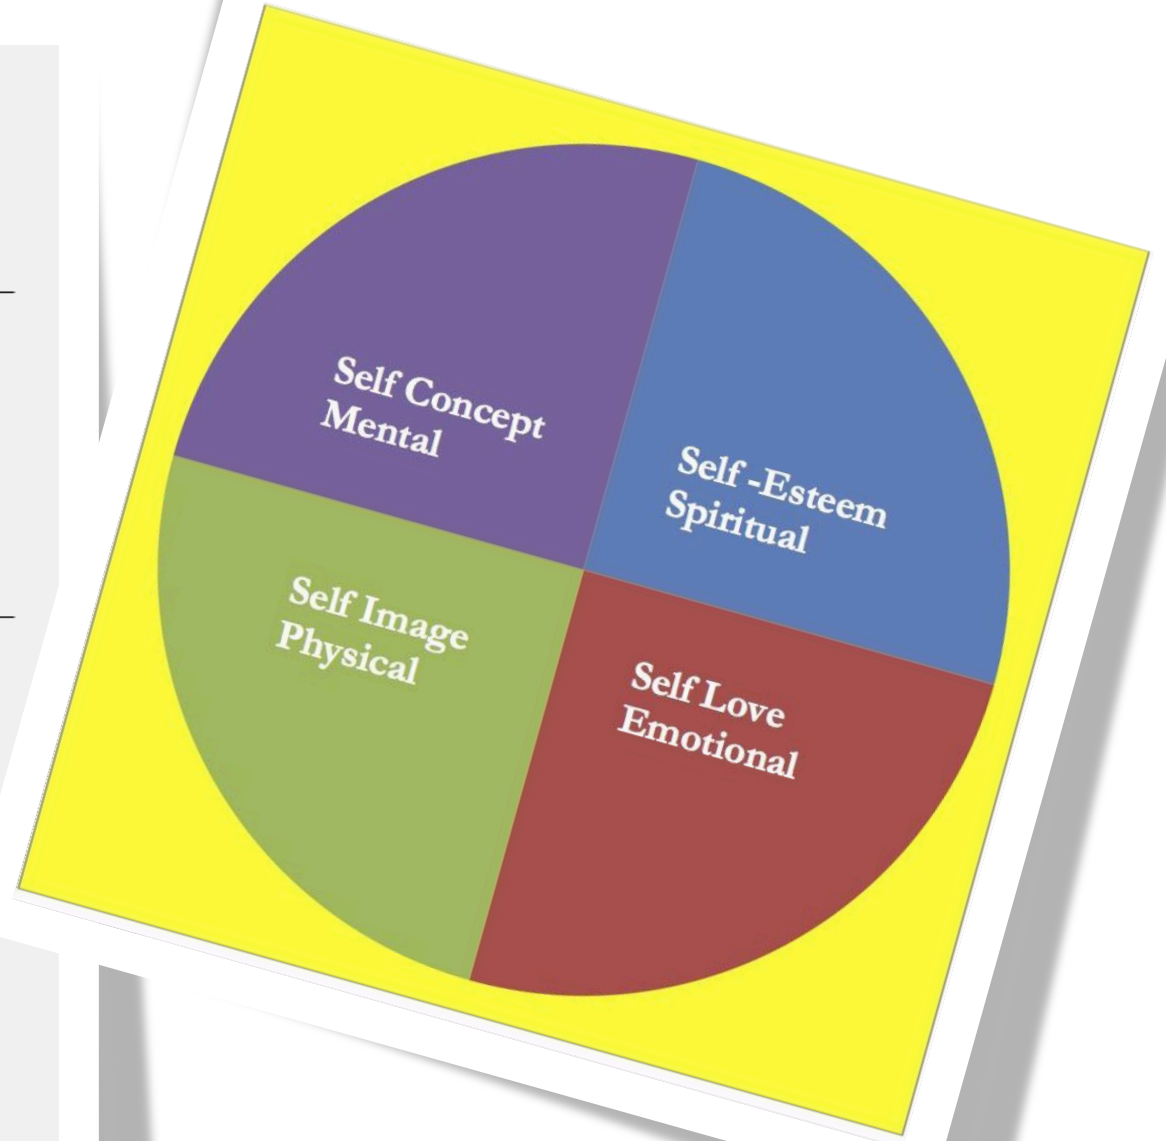 Self Concept
Mental
Self -Esteem
Spiritual
Self Image
Physical
Self Love
Emotional